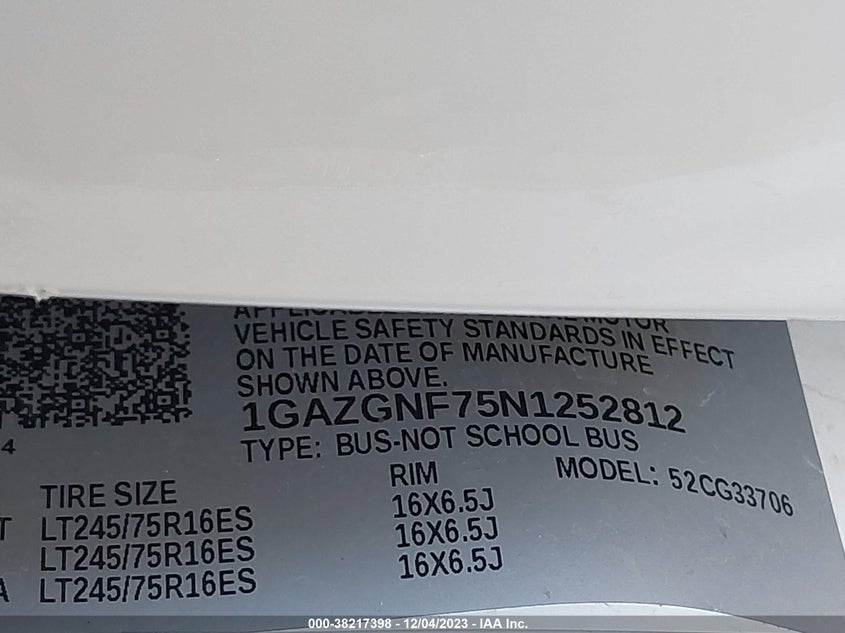 VEHICLE SAFETY STANDARDS IN EFFECT
ON THE DATE OF MANUFACTURE
SHOWN ABOVE.
1GAZGNF75N1252812
4
TYPE: BUS-NOT SCHOOL BUS
MODEL: 52CG33706
TIRE SIZE RIM
T LT245/75R16ES 16X6.5J
LT245/75R16ES 16X6.5J
A LT245/75R16ES 16X6.5J
000-38217398 - 12/04/2023 - IAA Inc.